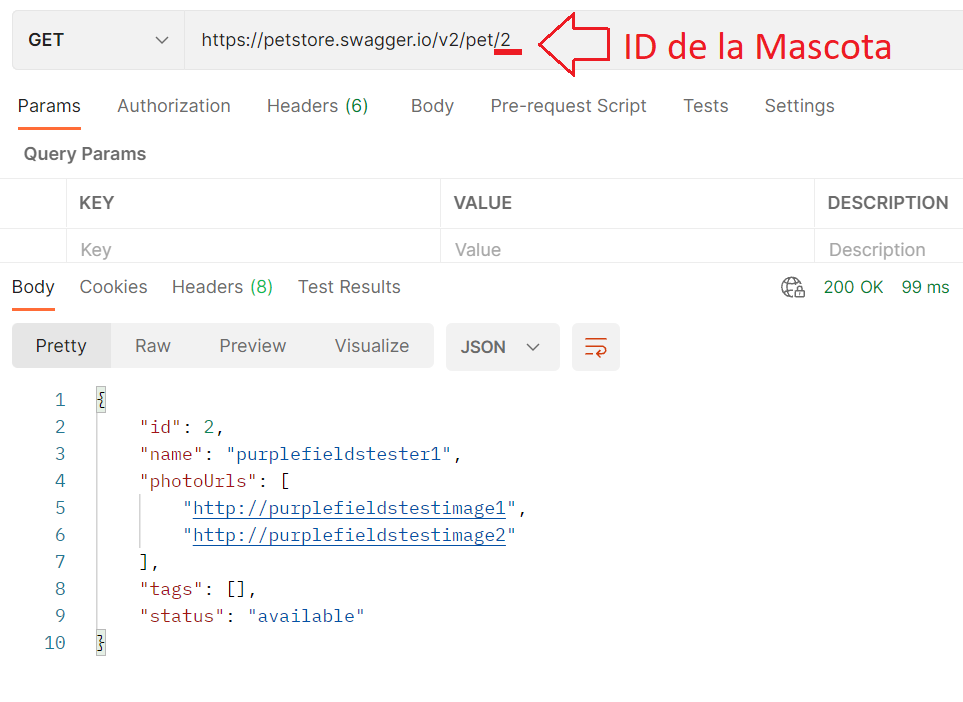 GET https://petstore.swagger.io/v2/pet/2 ID de la Mascota
Params Authorization Headers (6) Body Pre-request Script Tests Settings
Query Params
KEY VALUE DESCRIPTION
Key Value Description
Body Cookies Headers (8) Test Results 200 OK 99 ms
Pretty Raw Preview Visualize JSON
1 {
2 "id": 2,
3 "name": "purplefieldstester1",
4 "photoUrls": [
5 "http://purplefieldstestimage1",
6 "http://purplefieldstestimage2"
7 ],
8 "tags": [],
9 "status": "available"
10 }